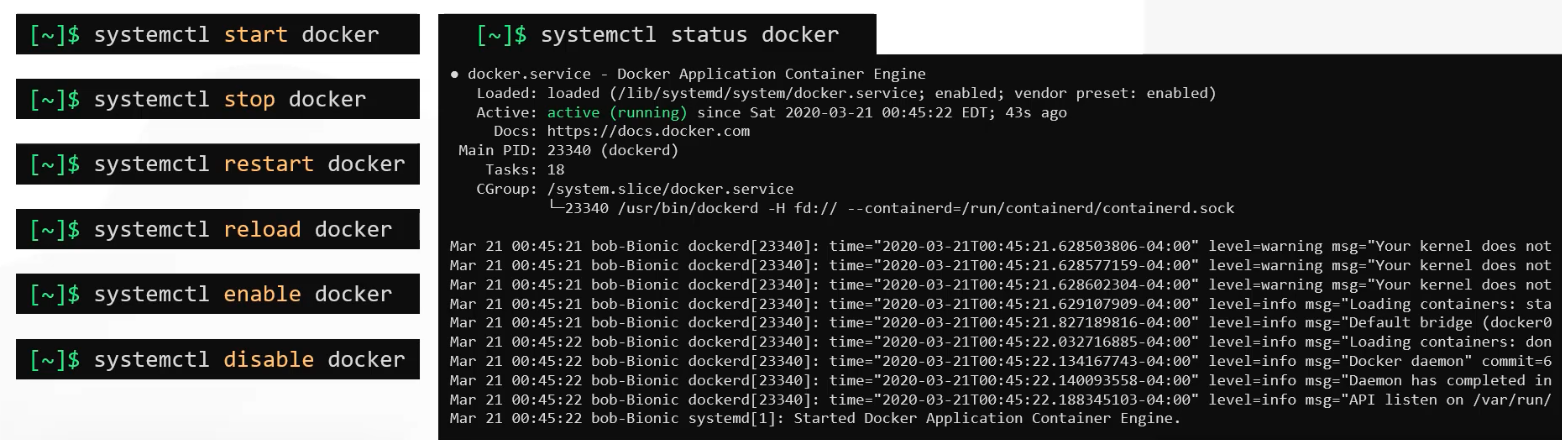 [~]$ systemctl start docker
[~]$ systemctl stop docker
[~]$ systemctl restart docker
[~]$ systemctl reload docker
[~]$ systemctl enable docker
[~]$ systemctl disable docker
[~]$ systemctl status docker
● docker.service - Docker Application Container Engine
Loaded: loaded (/lib/systemd/system/docker.service; enabled; vendor preset: enabled)
Active: active (running) since Sat 2020-03-21 00:45:22 EDT; 43s ago
Docs: https://docs.docker.com
Main PID: 23340 (dockerd)
Tasks: 18
CGroup: /system.slice/docker.service
└─23340 /usr/bin/dockerd -H fd:// --containerd=/run/containerd/containerd.sock
Mar 21 00:45:21 bob-Bionic dockerd[23340]: time="2020-03-21T00:45:21.628503806-04:00" level=warning msg="Your kernel does not
Mar 21 00:45:21 bob-Bionic dockerd[23340]: time="2020-03-21T00:45:21.628577159-04:00" level=warning msg="Your kernel does not
Mar 21 00:45:21 bob-Bionic dockerd[23340]: time="2020-03-21T00:45:21.628602304-04:00" level=warning msg="Your kernel does not
Mar 21 00:45:21 bob-Bionic dockerd[23340]: time="2020-03-21T00:45:21.629107909-04:00" level=info msg="Loading containers: sta
Mar 21 00:45:21 bob-Bionic dockerd[23340]: time="2020-03-21T00:45:21.827189816-04:00" level=info msg="Default bridge (docker0
Mar 21 00:45:22 bob-Bionic dockerd[23340]: time="2020-03-21T00:45:22.032716885-04:00" level=info msg="Loading containers: don
Mar 21 00:45:22 bob-Bionic dockerd[23340]: time="2020-03-21T00:45:22.134167743-04:00" level=info msg="Docker daemon" commit=6
Mar 21 00:45:22 bob-Bionic dockerd[23340]: time="2020-03-21T00:45:22.140093558-04:00" level=info msg="Daemon has completed in
Mar 21 00:45:22 bob-Bionic dockerd[23340]: time="2020-03-21T00:45:22.188345103-04:00" level=info msg="API listen on /var/run/
Mar 21 00:45:22 bob-Bionic systemd[1]: Started Docker Application Container Engine.